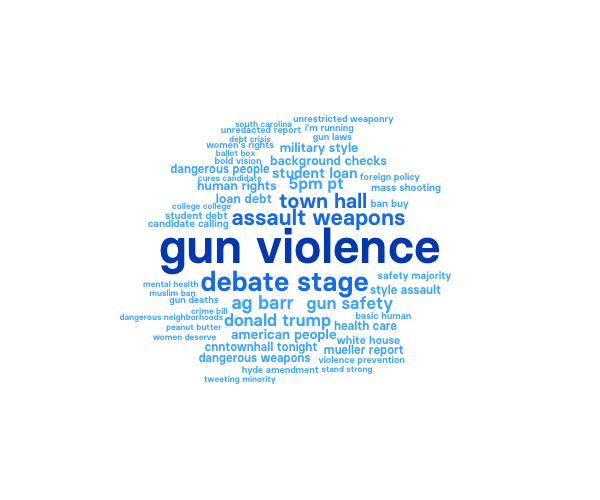 unrestricted weaponry
south carolina
unredacted report
i'm running
debt crisis
gun laws
women's rights
military style
ballot box
bold vision
background checks
dangerous people
student loan
foreign policy
cures candidate
5pm pt
human rights
mass shooting
loan debt
town hall
ban buy
college college
student debt
assault weapons
candidate calling
gun violence
safety majority
debate stage
mental health
style assault
muslim ban
gun deaths
ag barr
gun safety
crime bill
basic human
dangerous neighborhoods
donald trump
peanut butter
health care
women deserve
american people
white house
cnntownhall tonight
mueller report
dangerous weapons
violence prevention
hyde amendment
stand strong
tweeting minority